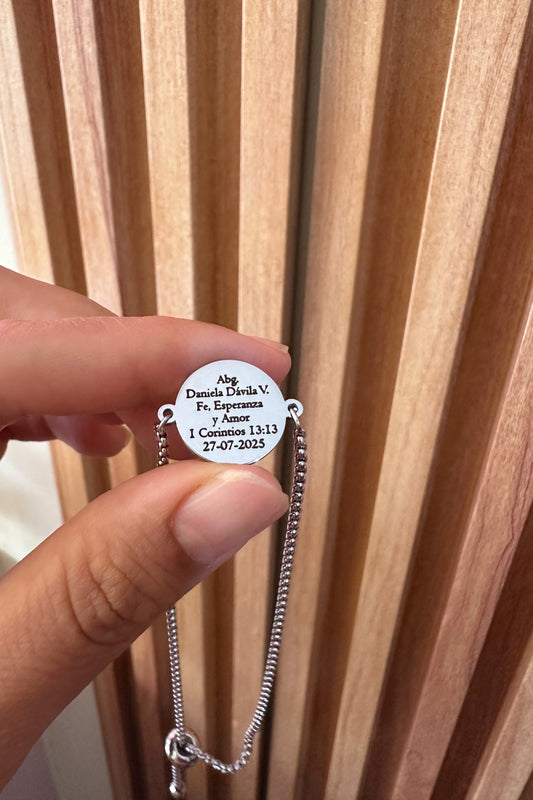 Abg.
Daniela Dávila V.
Fe, Esperanza
y Amor
1 Corintios 13:13
27-07-2025